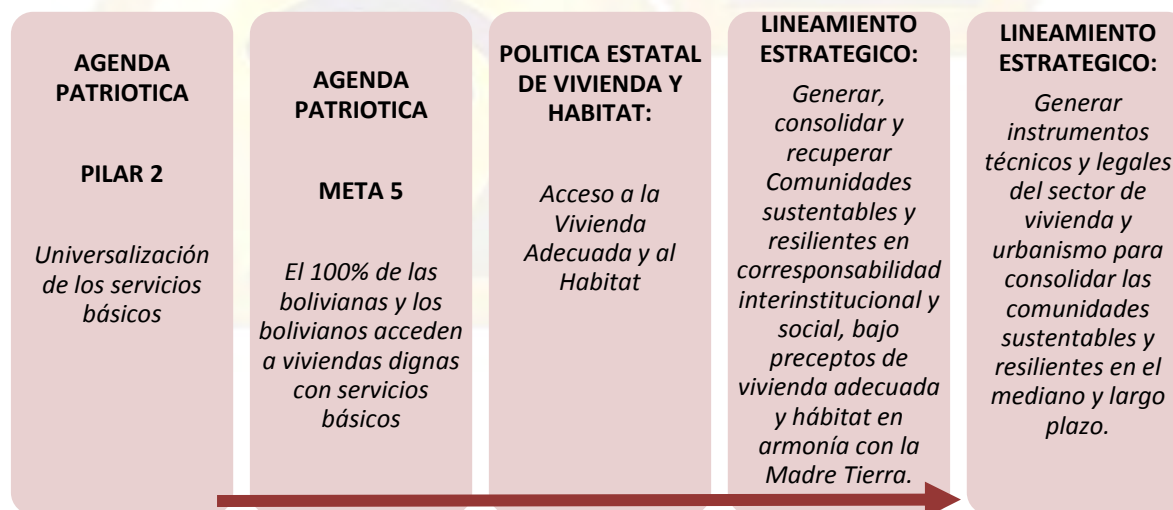 AGENDA
PATRIOTICA
PILAR 2
Universalización
de los servicios
básicos
AGENDA
PATRIOTICA
META 5
El 100% de las
bolivianas y los
bolivianos acceden
a viviendas dignas
con servicios
básicos
POLITICA ESTATAL
DE VIVIENDA Y
HABITAT:
Acceso a la
Vivienda
Adecuada y al
Habitat
LINEAMIENTO
ESTRATEGICO:
Generar,
consolidar y
recuperar
Comunidades
sustentables y
resilientes en
corresponsabilidad
interinstitucional y
social, bajo
preceptos de
vivienda adecuada
y hábitat en
armonía con la
Madre Tierra.
LINEAMIENTO
ESTRATEGICO:
Generar
instrumentos
técnicos y legales
del sector de
vivienda y
urbanismo para
consolidar las
comunidades
sustentables y
resilientes en el
mediano y largo
plazo.